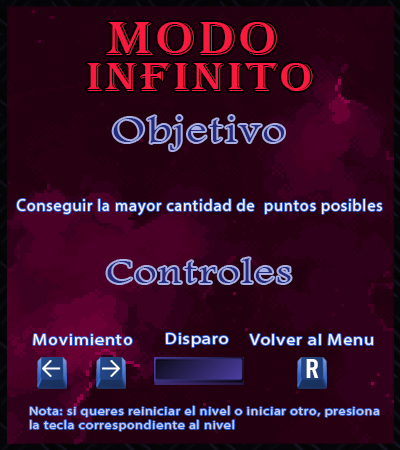 MODO
INFINITO
Objetivo
Conseguir la mayor cantidad de puntos posibles
Controles
Movimiento Disparo Volver al Menu
← → R
Nota: si queres reiniciar el nivel o iniciar otro, presiona
la tecla correspondiente al nivel